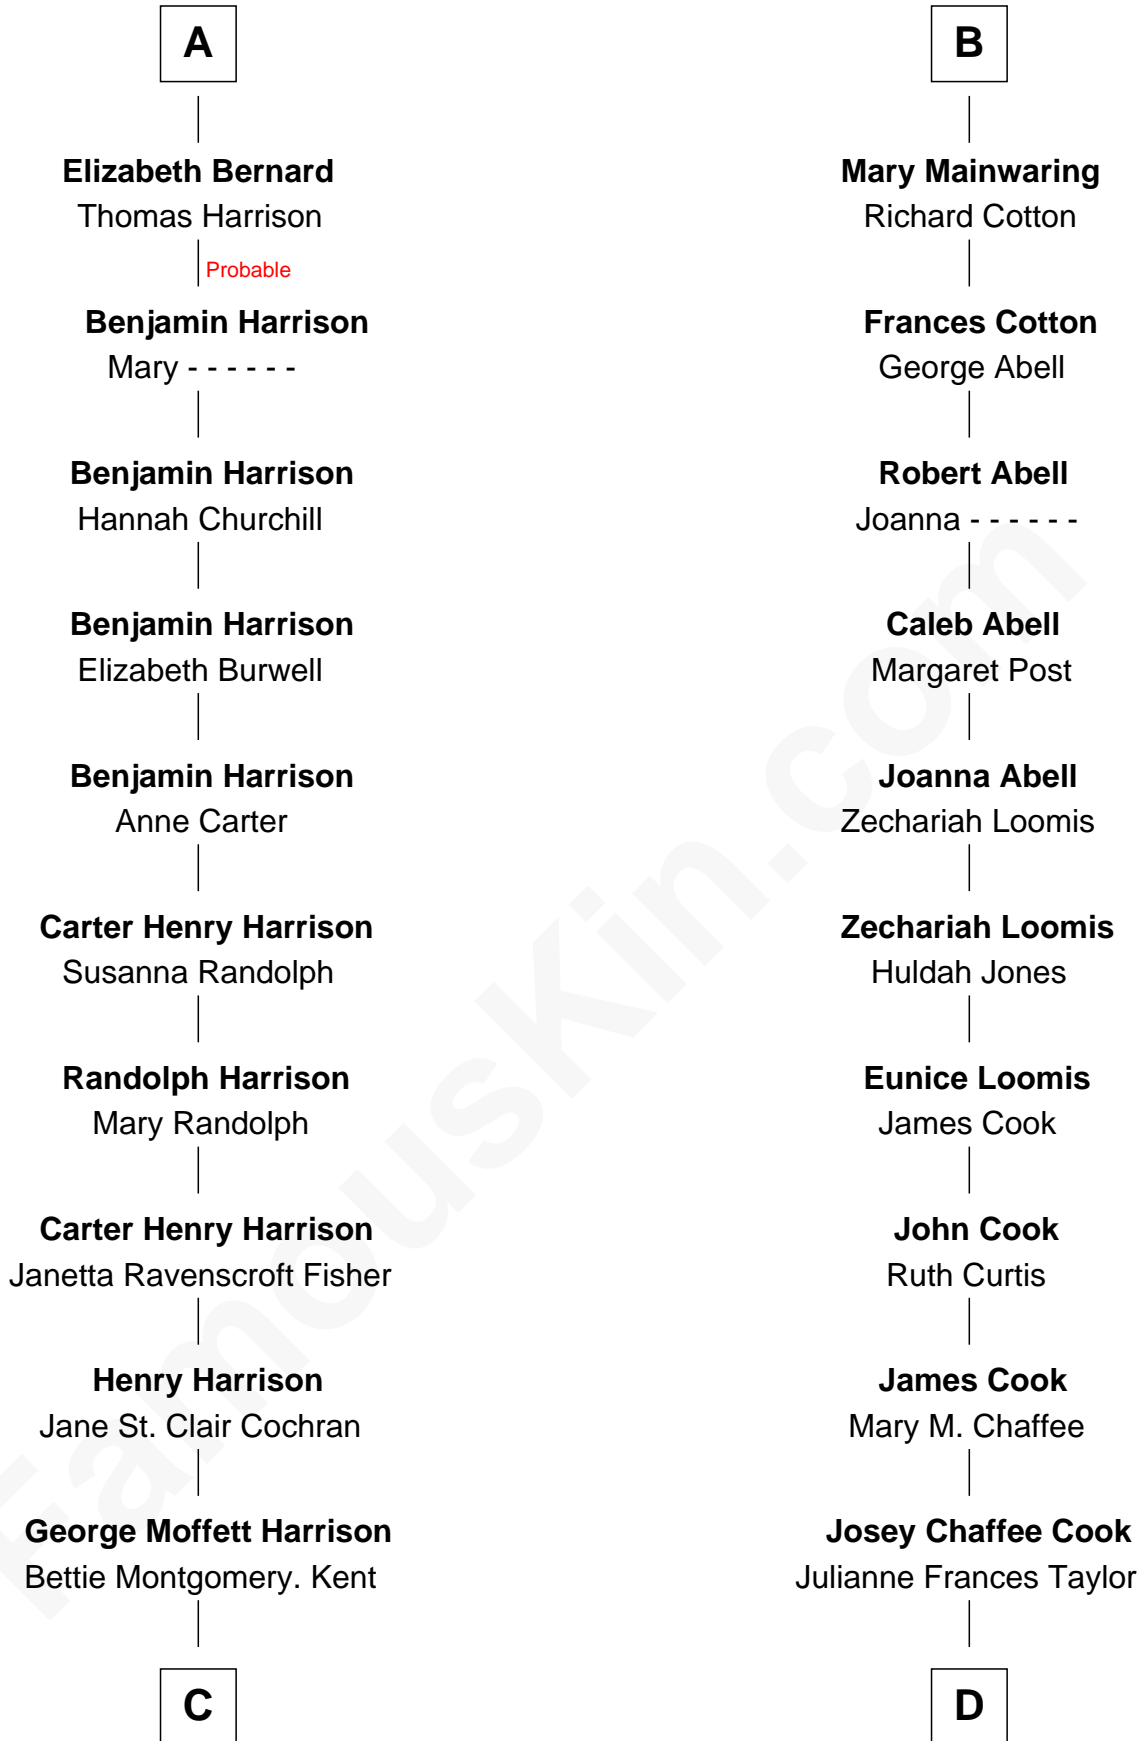 A
Elizabeth Bernard
Thomas Harrison
Probable
Benjamin Harrison
Mary - - - - - -
Benjamin Harrison
Hannah Churchill
Benjamin Harrison
Elizabeth Burwell
Benjamin Harrison
Anne Carter
Carter Henry Harrison
Susanna Randolph
Randolph Harrison
Mary Randolph
Carter Henry Harrison
Janetta Ravenscroft Fisher
Henry Harrison
Jane St. Clair Cochran
George Moffett Harrison
Bettie Montgomery. Kent
C
B
Mary Mainwaring
Richard Cotton
Frances Cotton
George Abell
Robert Abell
Joanna - - - - - -
Caleb Abell
Margaret Post
Joanna Abell
Zechariah Loomis
Zechariah Loomis
Huldah Jones
Eunice Loomis
James Cook
John Cook
Ruth Curtis
James Cook
Mary M. Chaffee
Josey Chaffee Cook
Julianne Frances Taylor
D
FamousKin.com